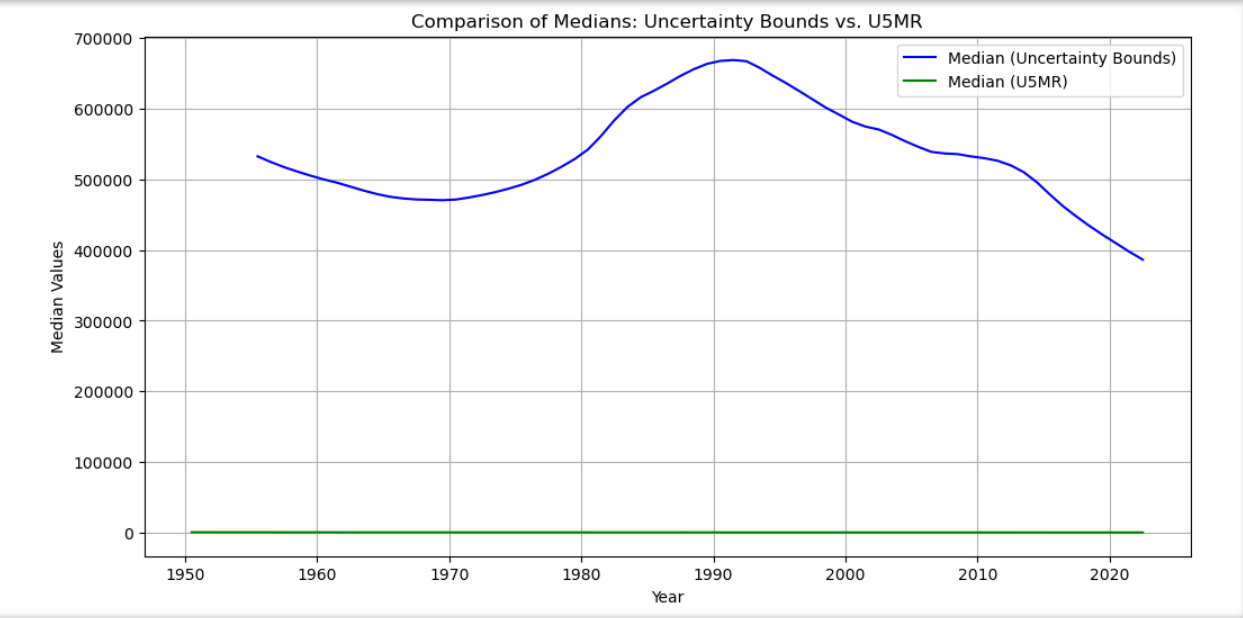 Comparison of Medians: Uncertainty Bounds vs. U5MR
700000
600000
500000
400000
300000
200000
100000
0
Median Values
Median (Uncertainty Bounds)
Median (U5MR)
1950 1960 1970 1980 1990 2000 2010 2020
Year